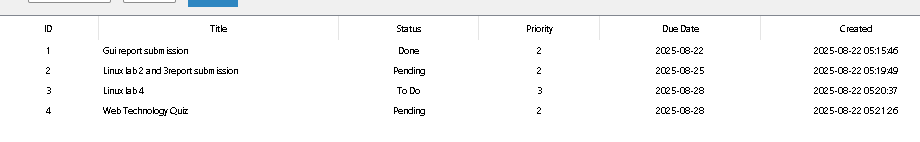 ID Title Status Priority Due Date Created
1 Gui report submission Done 2 2025-08-22 2025-08-22 05:15:46
2 Linux lab 2 and 3report submission Pending 2 2025-08-25 2025-08-22 05:19:49
3 Linux lab 4 To Do 3 2025-08-28 2025-08-22 05:20:37
4 Web Technology Quiz Pending 2 2025-08-28 2025-08-22 05:21:26